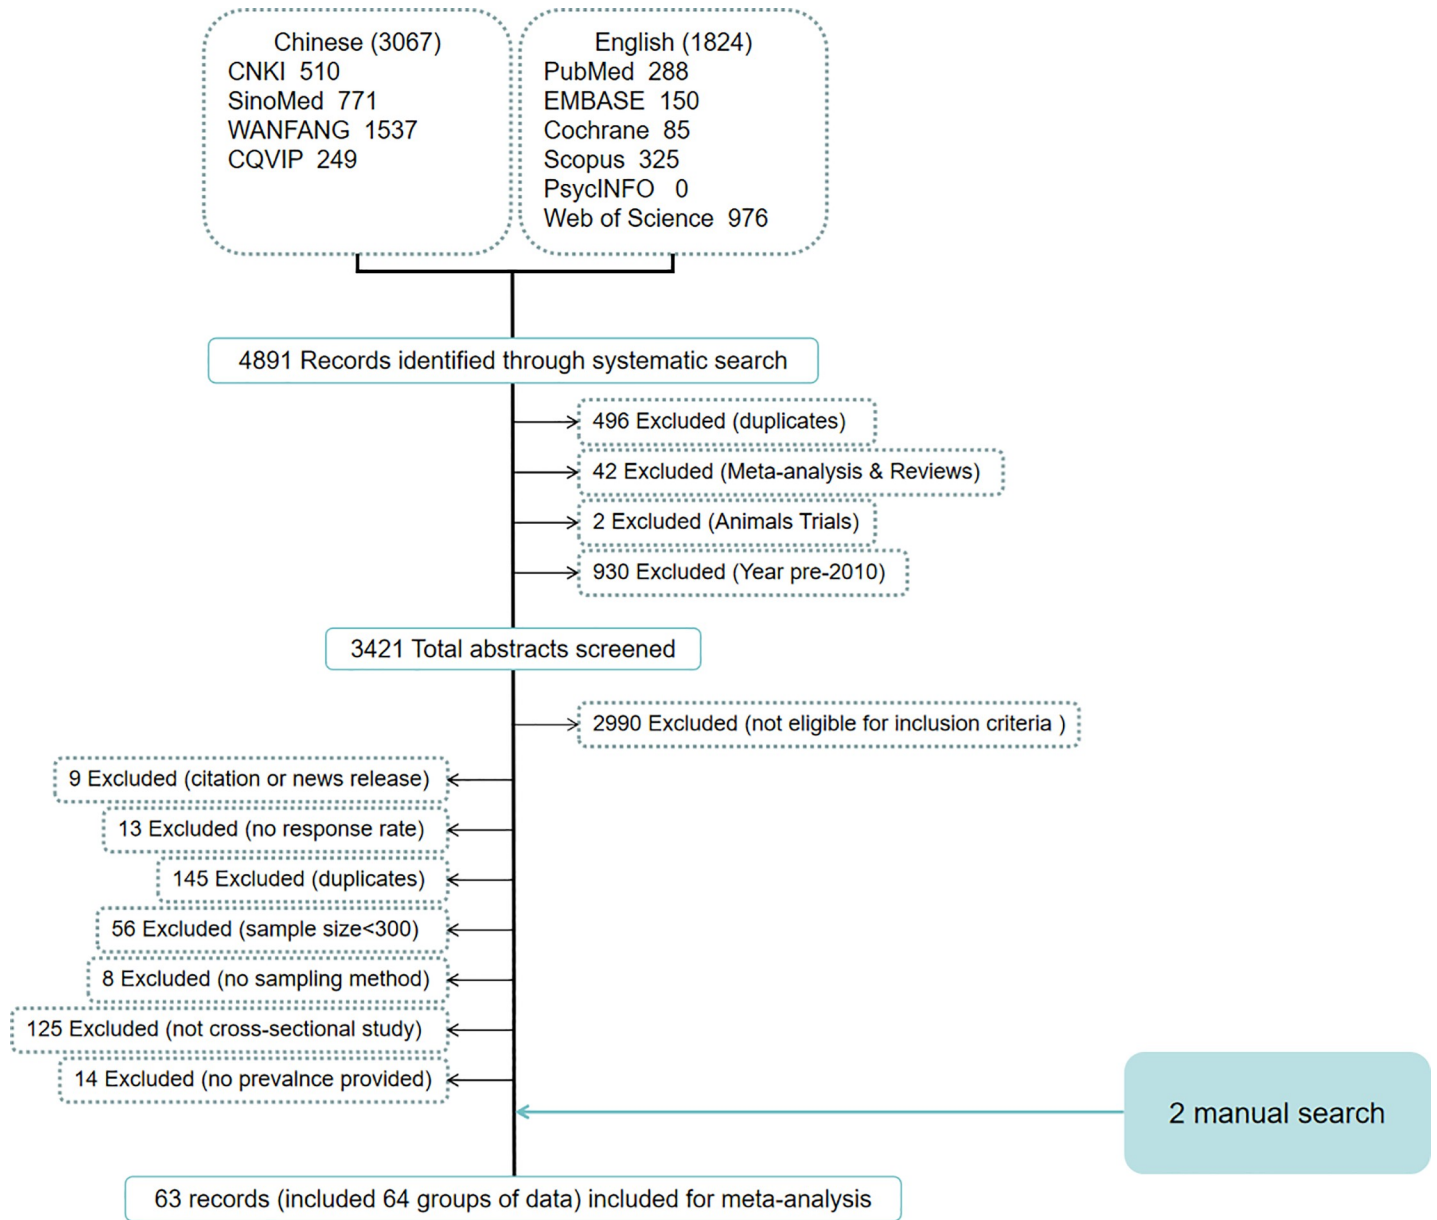 Chinese (3067)
CNKI 510
SinoMed 771
WANFANG 1537
CQVIP 249
English (1824)
PubMed 288
EMBASE 150
Cochrane 85
Scopus 325
PsycINFO 0
Web of Science 976
4891 Records identified through systematic search
496 Excluded (duplicates)
42 Excluded (Meta-analysis & Reviews)
2 Excluded (Animals Trials)
930 Excluded (Year pre-2010)
3421 Total abstracts screened
2990 Excluded (not eligible for inclusion criteria )
9 Excluded (citation or news release)
13 Excluded (no response rate)
145 Excluded (duplicates)
56 Excluded (sample size<300)
8 Excluded (no sampling method)
125 Excluded (not cross-sectional study)
14 Excluded (no prevalnce provided)
2 manual search
63 records (included 64 groups of data) included for meta-analysis